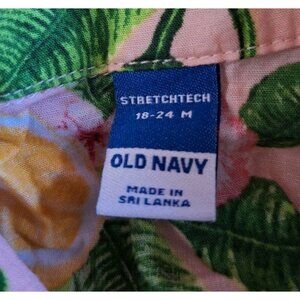 STRETCHTECH
18-24 M
OLD NAVY
MADE IN
SRI LANKA